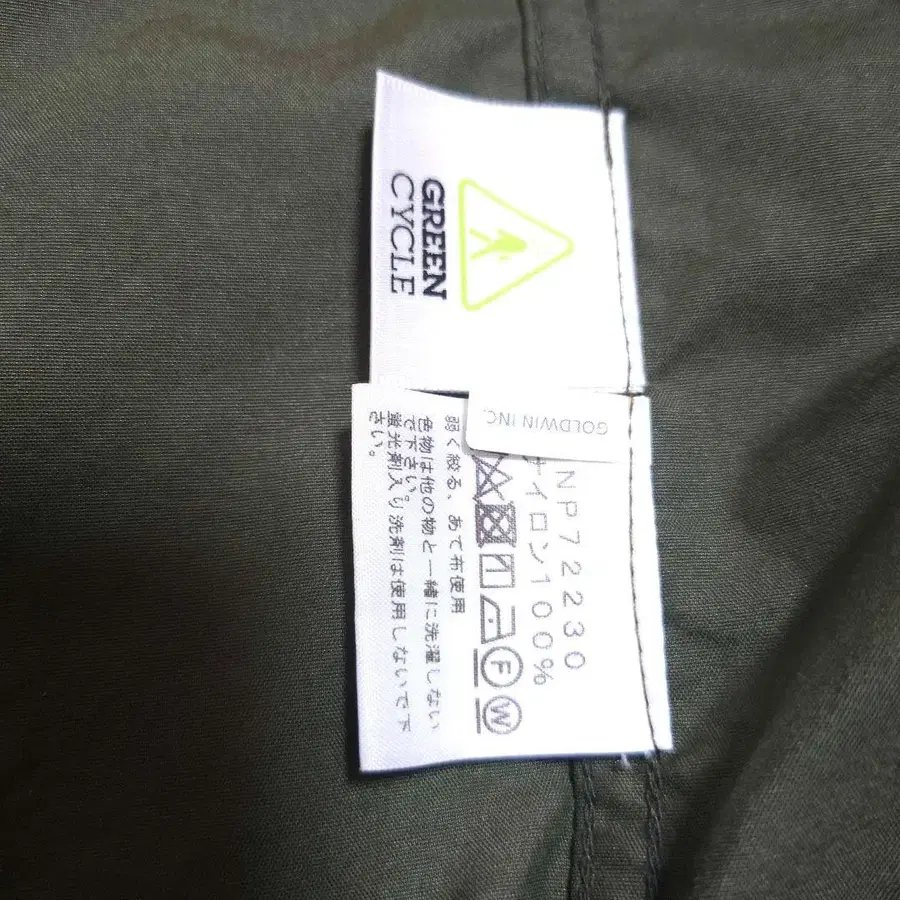 GREEN
CYCLE
GOLDWIN INC.
NP72230
ナイロン100%
F W
弱く絞る、あて布使用
色物は他の物と一緒に洗濯しない
で下さい。
蛍光剤入り洗剤は使用しないで下
さい。